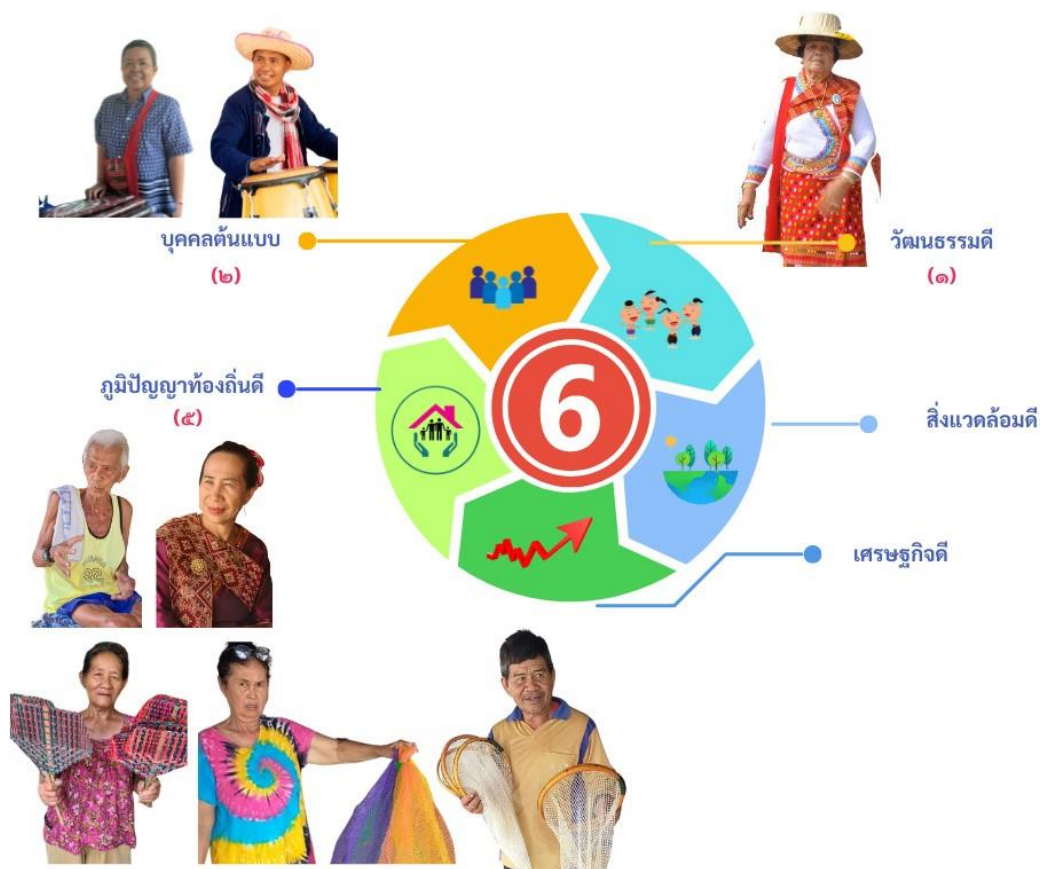 บุคคลต้นแบบ
(๒)
วัฒนธรรมดี
(๑)
ภูมิปัญญาท้องถิ่นดี
(๕)
6
สิ่งแวดล้อมดี
เศรษฐกิจดี